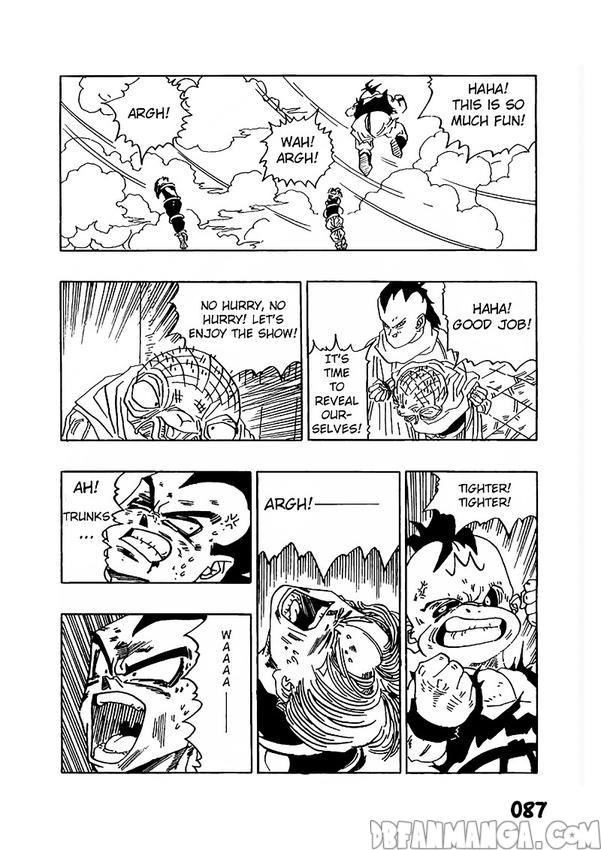 HAHA!
THIS IS SO
MUCH FUN!
ARGH!
WAH!
ARGH!
HAHA!
GOOD JOB!
IT'S
TIME
TO
REVEAL
OUR-
SELVES!
NO HURRY, NO
HURRY! LET'S
ENJOY THE SHOW!
TIGHTER!
TIGHTER!
ARGH!
AH!
TRUNKS
...
WAAAA
087
DBFANMANGA.COM